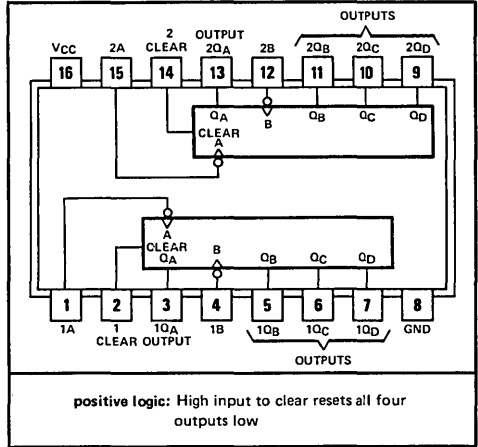 OUTPUTS
2 OUTPUT
VCC 2A CLEAR 2QA 2B 2QB 2QC 2QD
16 15 14 13 12 11 10 9
QA B QB QC QD
CLEAR
A
A
CLEAR B
QA QB QC QD
1 2 3 4 5 6 7 8
1A 1 1QA 1B 1QB 1QC 1QD GND
CLEAR OUTPUT
OUTPUTS
positive logic: High input to clear resets all four
outputs low